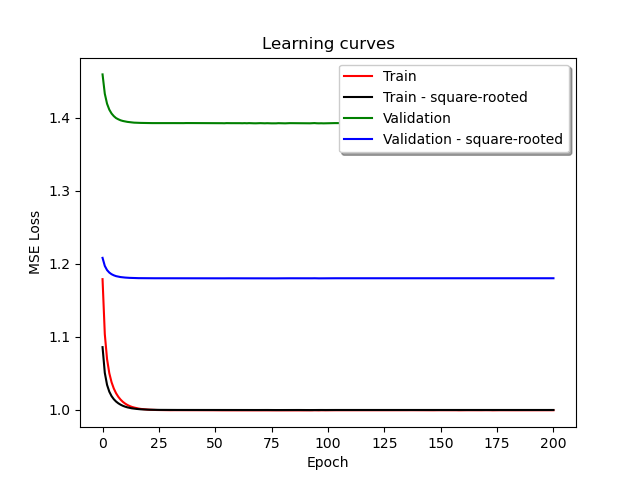 Learning curves
Train
Train - square-rooted
Validation
Validation - square-rooted
MSE Loss
1.4
1.3
1.2
1.1
1.0
0
25
50
75
100
125
150
175
200
Epoch